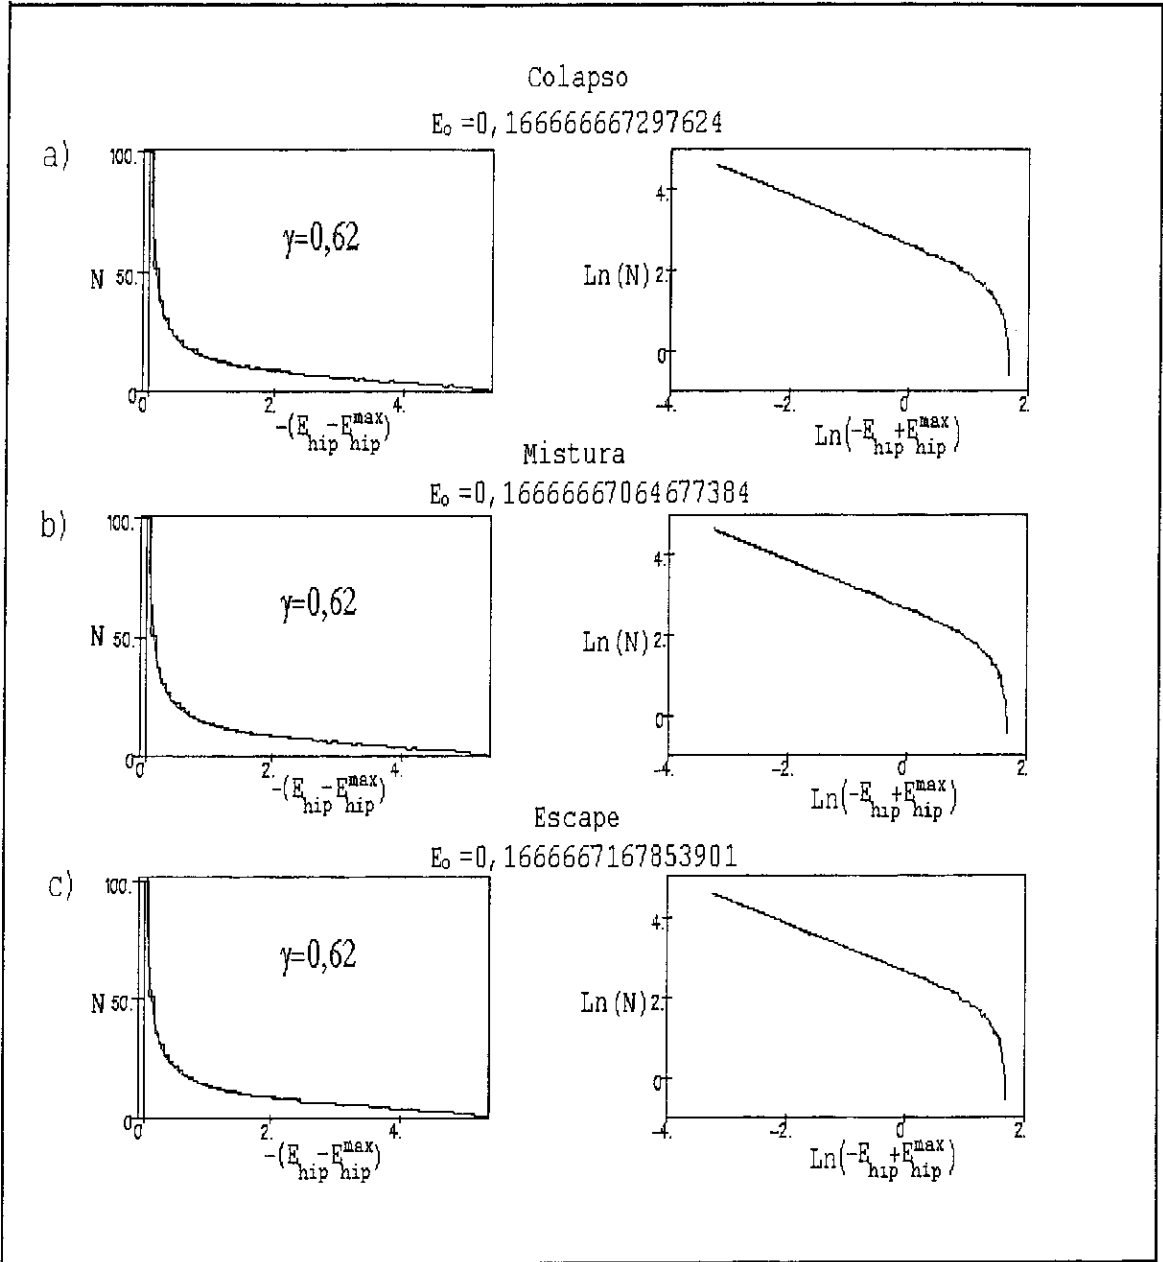 Colapso
E₀ =0,166666667297624
a)
100.
N 50.
0
0 2. 4.
-(E_hip-E_hip^max)
γ=0,62
4.
Ln(N) 2.
0
-4. -2. 0 2.
Ln(-E_hip+E_hip^max)
Mistura
E₀ =0,16666667064677384
b)
100.
N 50.
0
0 2. 4.
-(E_hip-E_hip^max)
γ=0,62
4.
Ln(N) 2.
0
-4. -2. 0 2.
Ln(-E_hip+E_hip^max)
Escape
E₀ =0,1666667167853901
c)
100.
N 50.
0
0 2. 4.
-(E_hip-E_hip^max)
γ=0,62
4.
Ln(N) 2.
0
-4. -2. 0 2.
Ln(-E_hip+E_hip^max)